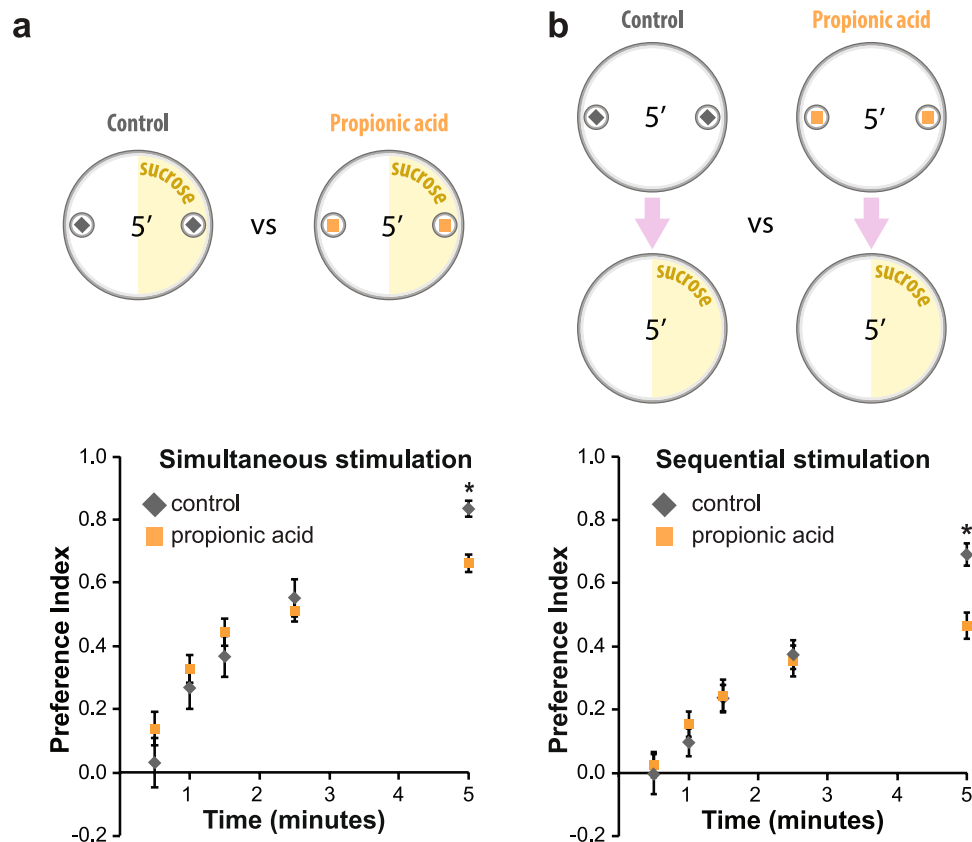 a
Control
Propionic acid
sucrose
5′
vs
sucrose
5′
1.0
0.8
0.6
0.4
0.2
0.0
-0.2
Preference Index
Simultaneous stimulation
control
propionic acid
*
1
2
3
4
5
Time (minutes)
b
Control
Propionic acid
5′
5′
vs
sucrose
5′
sucrose
5′
1.0
0.8
0.6
0.4
0.2
0.0
-0.2
Preference Index
Sequential stimulation
control
propionic acid
*
1
2
3
4
5
Time (minutes)